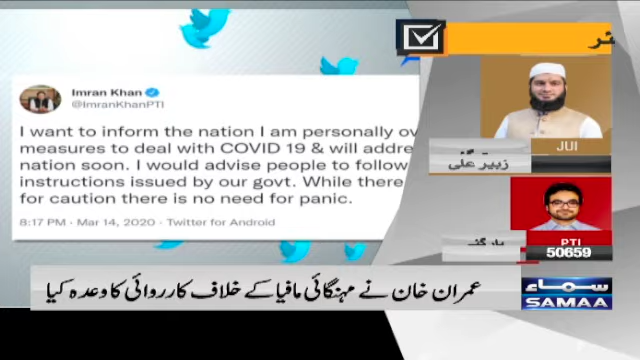 Imran Khan
@ImranKhanPTI
I want to inform the nation I am personally ov
measures to deal with COVID 19 & will addre
nation soon. I would advise people to follow
instructions issued by our govt. While there
for caution there is no need for panic.
8:17 PM · Mar 14, 2020 · Twitter for Android
JUI
زبیر علی
PTI
50659
عمران خان نے مہنگائی مافیا کے خلاف کارروائی کا وعدہ کیا
سماء
SAMAA